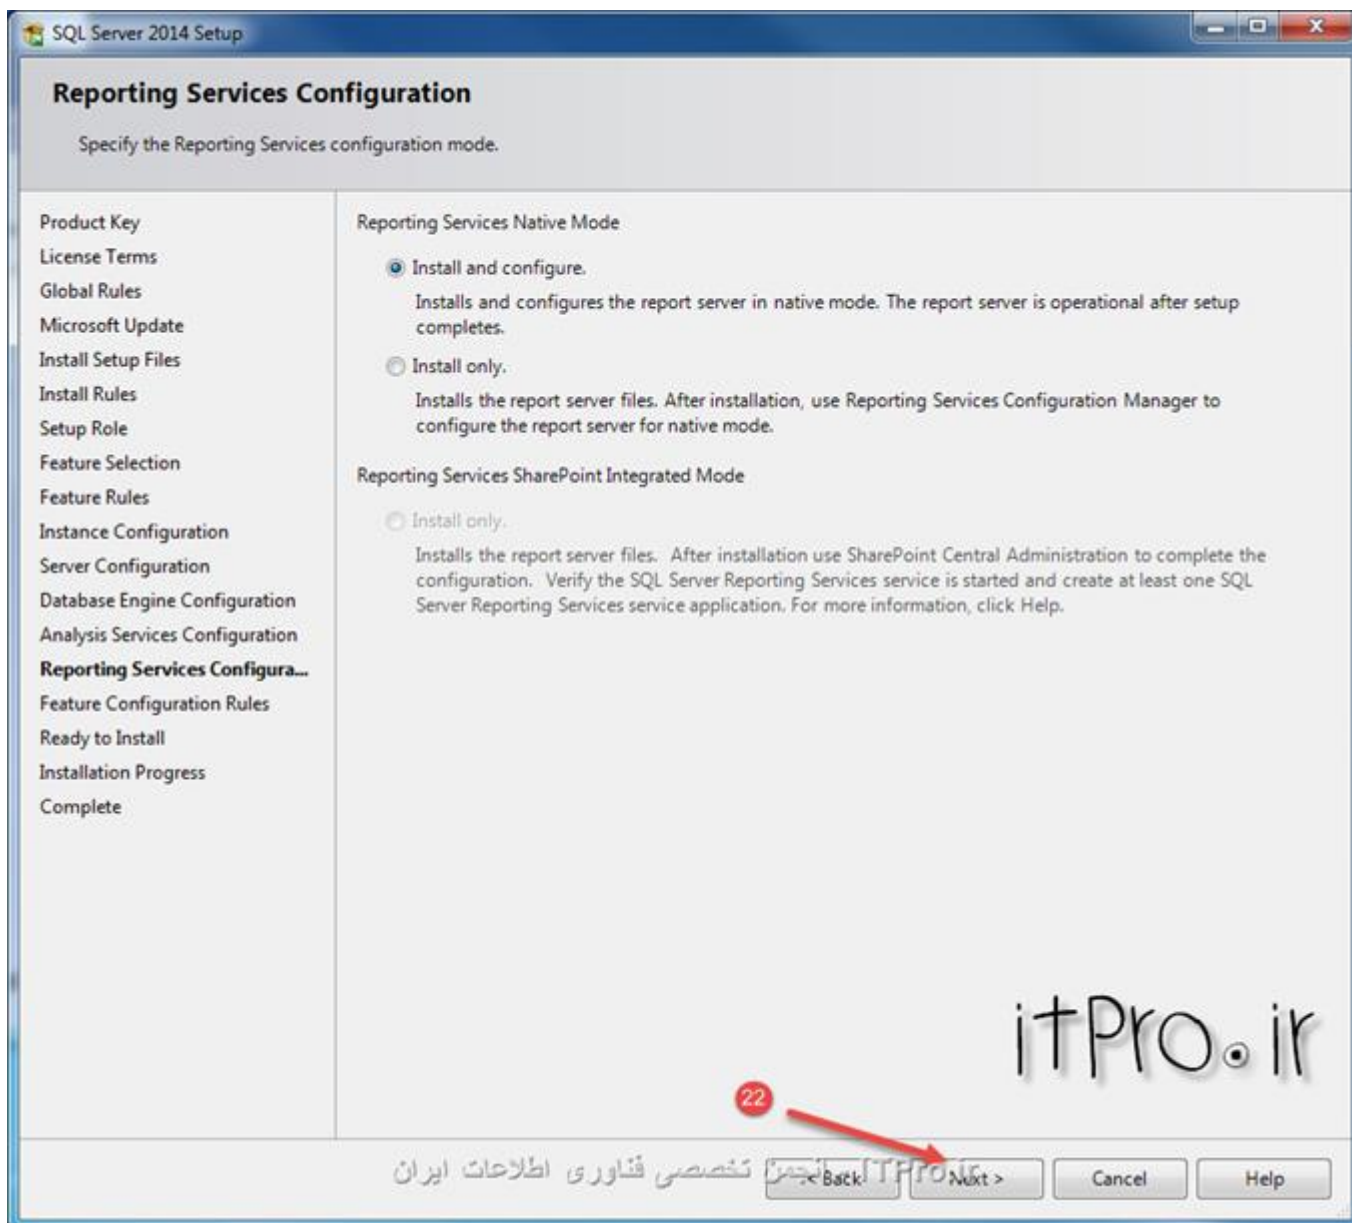 SQL Server 2014 Setup
Reporting Services Configuration
Specify the Reporting Services configuration mode.
Product Key
License Terms
Global Rules
Microsoft Update
Install Setup Files
Install Rules
Setup Role
Feature Selection
Feature Rules
Instance Configuration
Server Configuration
Database Engine Configuration
Analysis Services Configuration
Reporting Services Configura...
Feature Configuration Rules
Ready to Install
Installation Progress
Complete
Reporting Services Native Mode
Install and configure.
Installs and configures the report server in native mode. The report server is operational after setup
completes.
Install only.
Installs the report server files. After installation, use Reporting Services Configuration Manager to
configure the report server for native mode.
Reporting Services SharePoint Integrated Mode
Install only.
Installs the report server files.  After installation use SharePoint Central Administration to complete the
configuration.  Verify the SQL Server Reporting Services service is started and create at least one SQL
Server Reporting Services service application. For more information, click Help.
itPro.ir
22
ITPro.ir انجمن تخصصی فناوری اطلاعات ایران
< Back
Next >
Cancel
Help